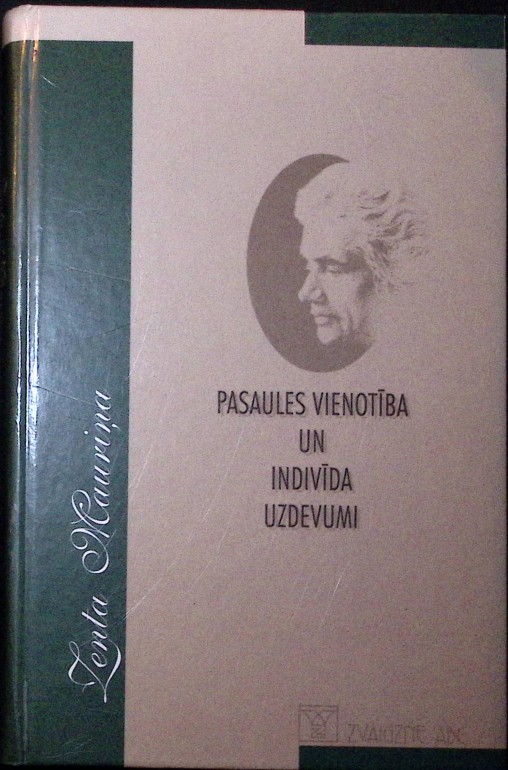 Zenta Mauriņa
PASAULES VIENOTĪBA
UN
INDIVĪDA
UZDEVUMI
ZVAIGZNE ABC